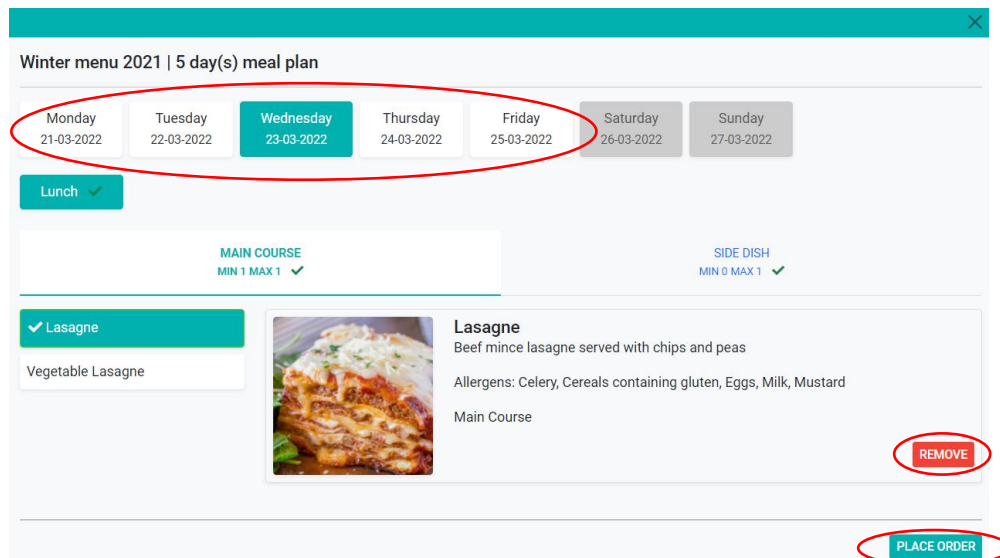 Winter menu 2021 | 5 day(s) meal plan
Monday Tuesday Wednesday Thursday Friday Saturday Sunday
21-03-2022 22-03-2022 23-03-2022 24-03-2022 25-03-2022 26-03-2022 27-03-2022
Lunch
MAIN COURSE
MIN 1 MAX 1
SIDE DISH
MIN 0 MAX 1
Lasagne
Vegetable Lasagne
Lasagne
Beef mince lasagne served with chips and peas
Allergens: Celery, Cereals containing gluten, Eggs, Milk, Mustard
Main Course
REMOVE
PLACE ORDER